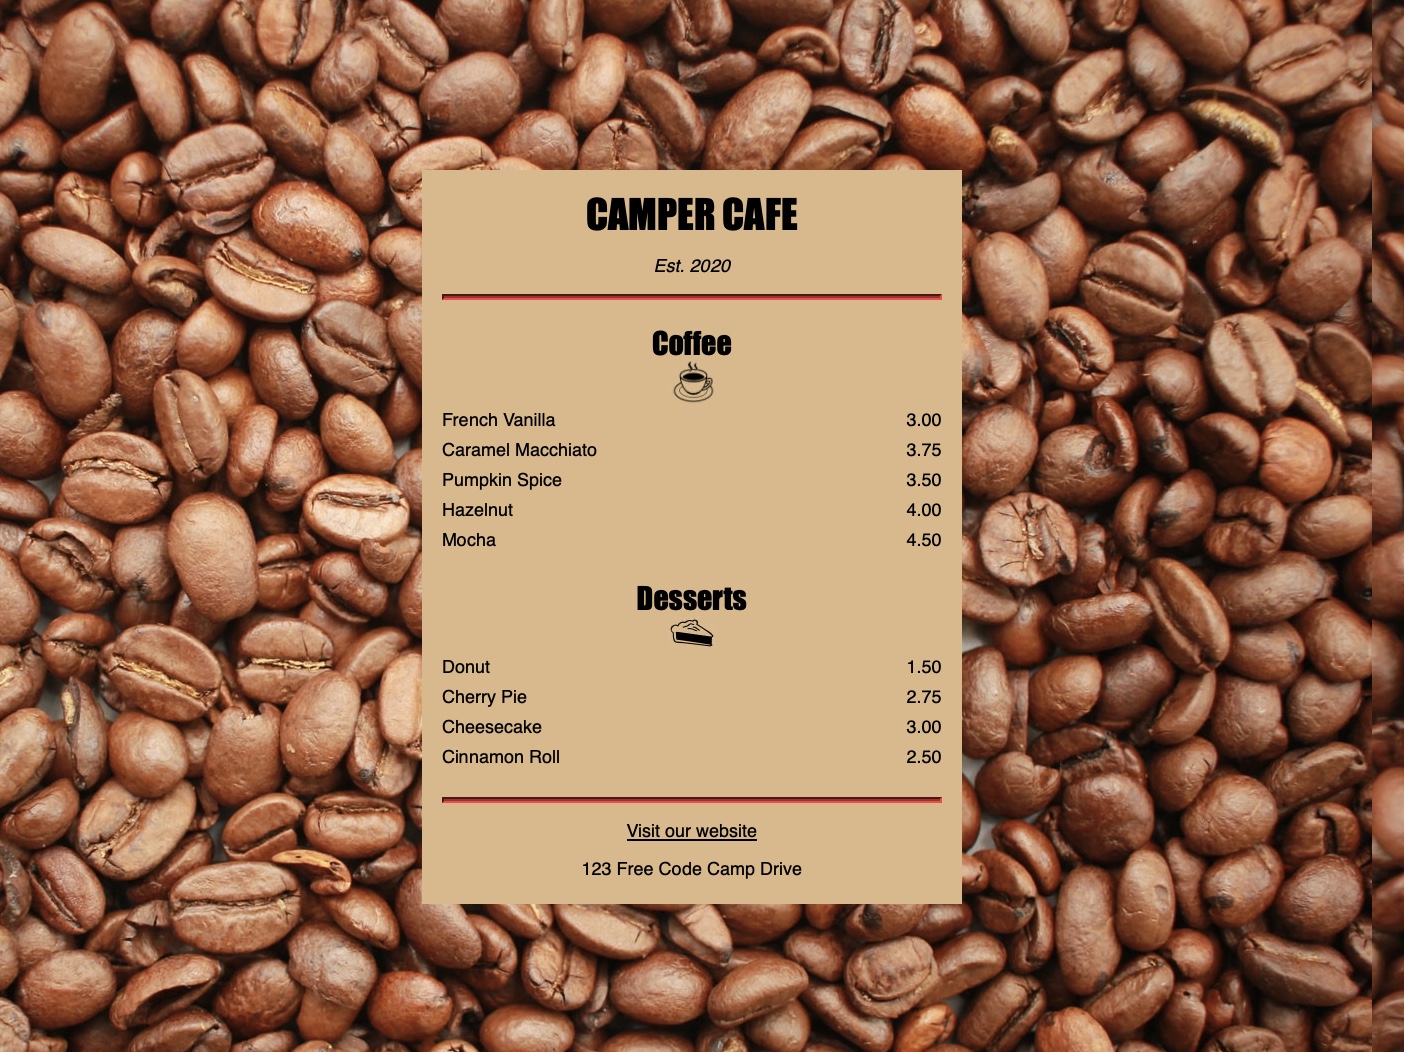 CAMPER CAFE
Est. 2020
Coffee
French Vanilla 3.00
Caramel Macchiato 3.75
Pumpkin Spice 3.50
Hazelnut 4.00
Mocha 4.50
Desserts
Donut 1.50
Cherry Pie 2.75
Cheesecake 3.00
Cinnamon Roll 2.50
Visit our website
123 Free Code Camp Drive